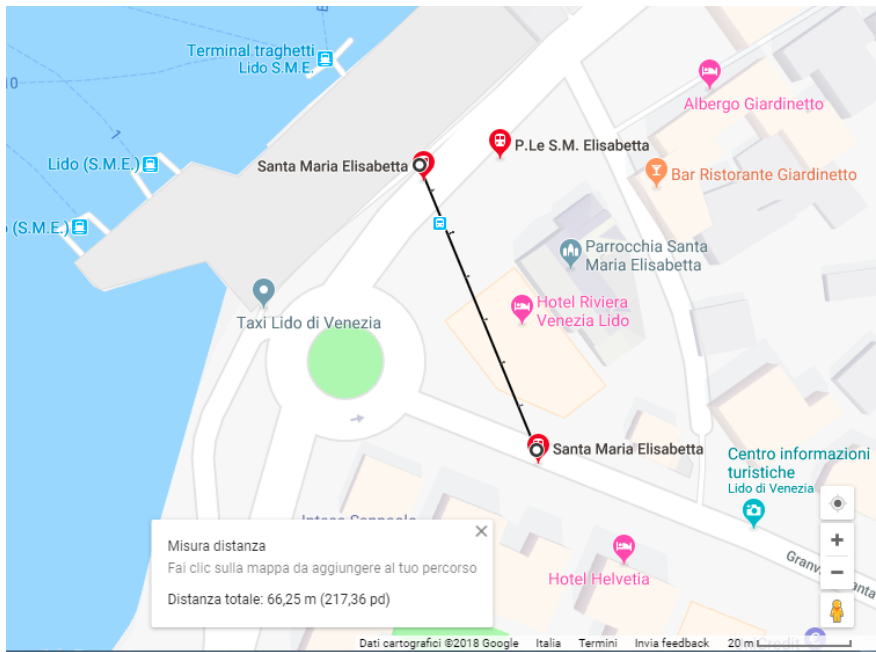 Terminal traghetti
Lido S.M.E.
10
1
Albergo Giardinetto
P.Le S.M. Elisabetta
Lido (S.M.E.)
Santa Maria Elisabetta
Bar Ristorante Giardinetto
(S.M.E.)
Parrocchia Santa
Maria Elisabetta
Hotel Riviera
Venezia Lido
Taxi Lido di Venezia
Santa Maria Elisabetta
Centro informazioni
turistiche
Lido di Venezia
Misura distanza
Fai clic sulla mappa da aggiungere al tuo percorso
Distanza totale: 66,25 m (217,36 pd)
Hotel Helvetia
Dati cartografici ©2018 Google Italia Termini Invia feedback 20 m